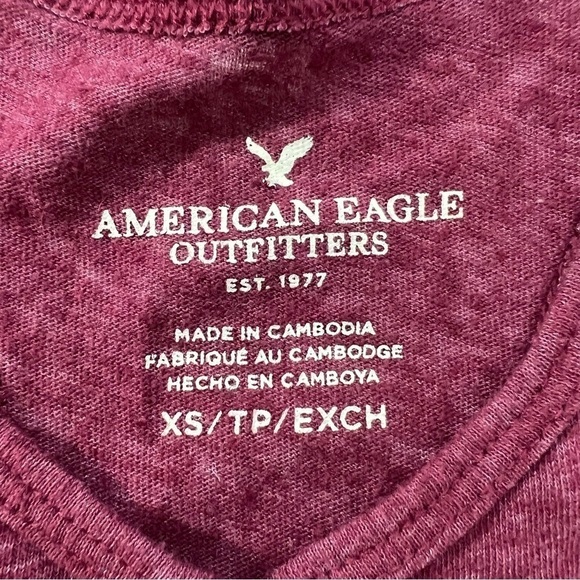 AMERICAN EAGLE
OUTFITTERS
EST. 1977
MADE IN CAMBODIA
FABRIQUÉ AU CAMBODGE
HECHO EN CAMBOYA
XS/TP/EXCH